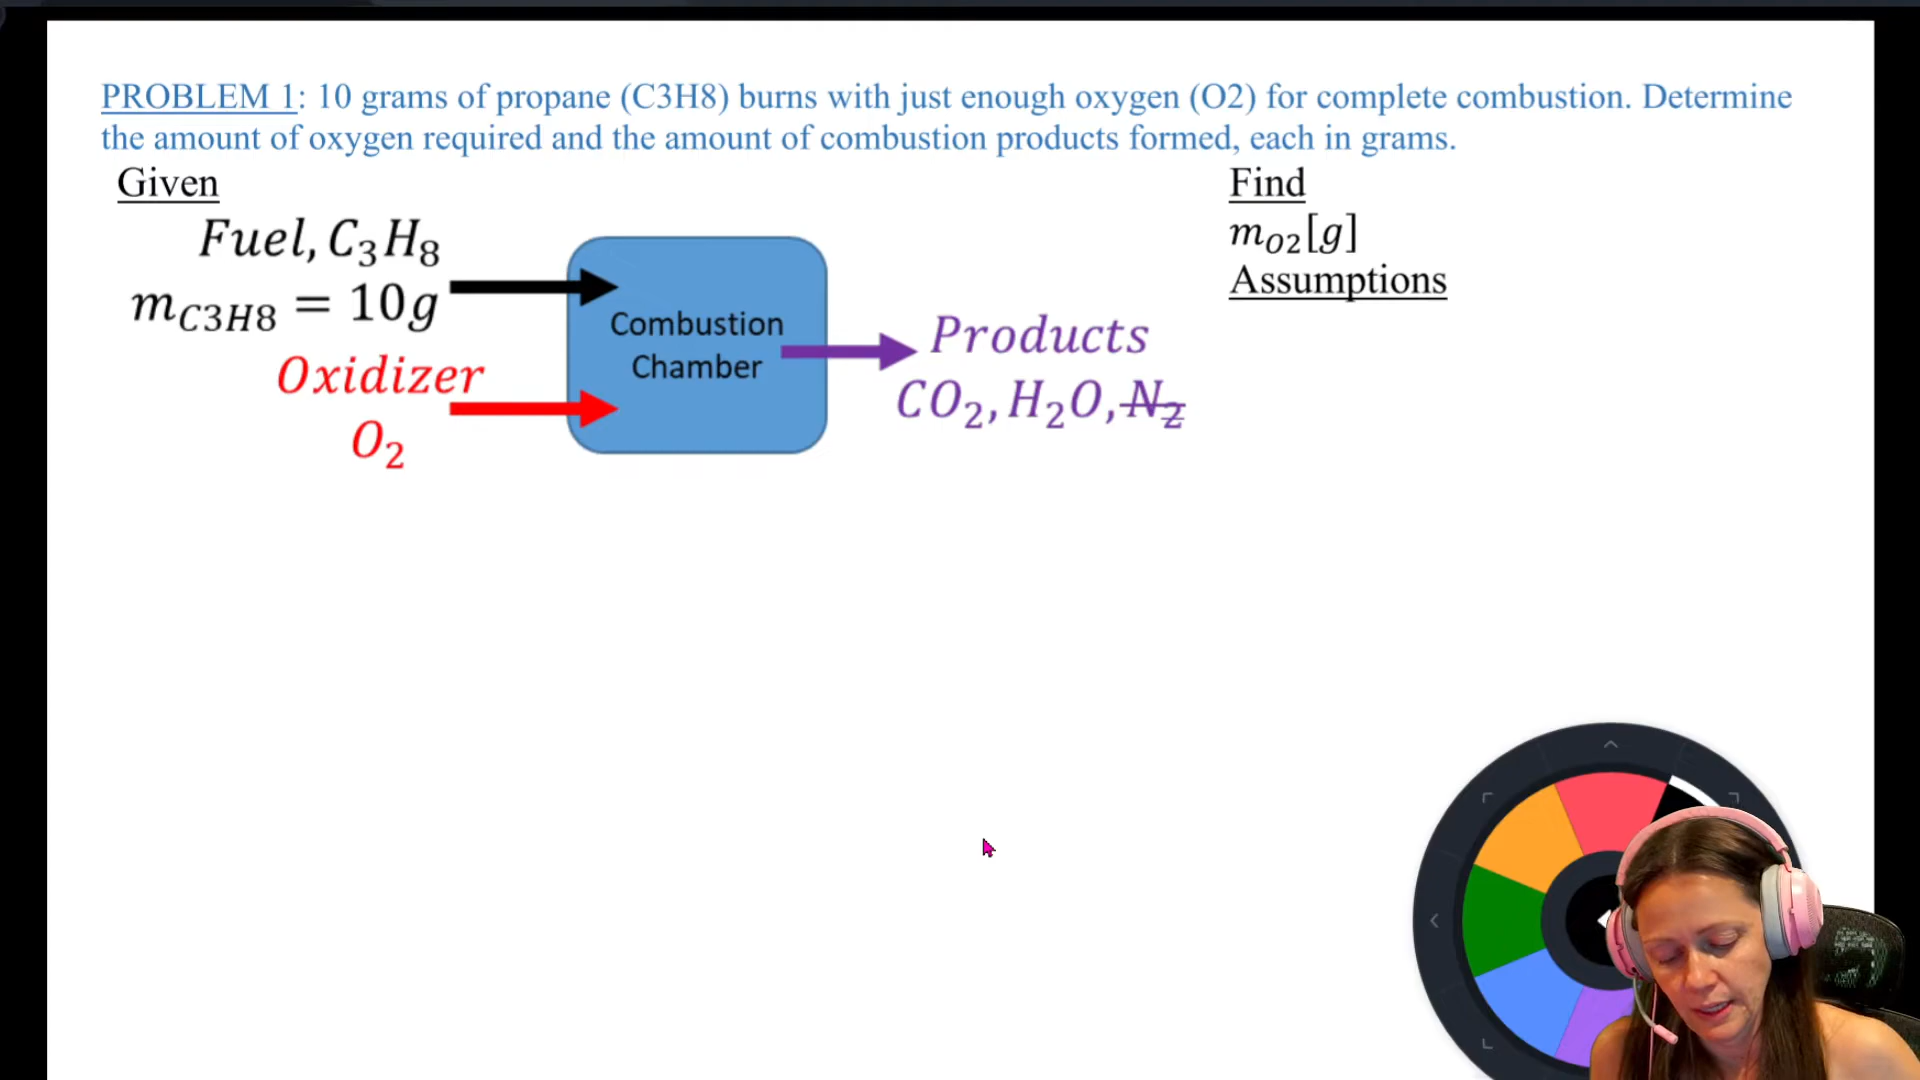 PROBLEM 1: 10 grams of propane (C3H8) burns with just enough oxygen (O2) for complete combustion. Determine
the amount of oxygen required and the amount of combustion products formed, each in grams.
Given
Fuel, C₃H₈
m_C3H8 = 10g
Oxidizer
O₂
Combustion
Chamber
Products
CO₂, H₂O, N₂
Find
m_O2[g]
Assumptions